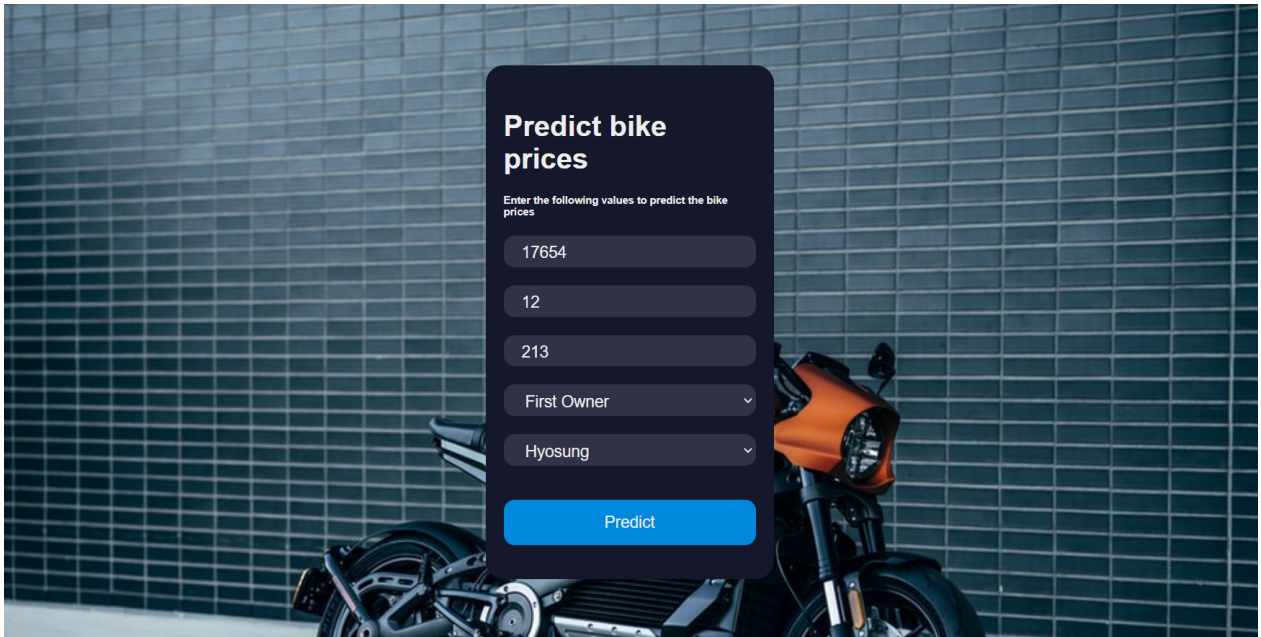 Predict bike
prices
Enter the following values to predict the bike
prices
17654
12
213
First Owner
Hyosung
Predict